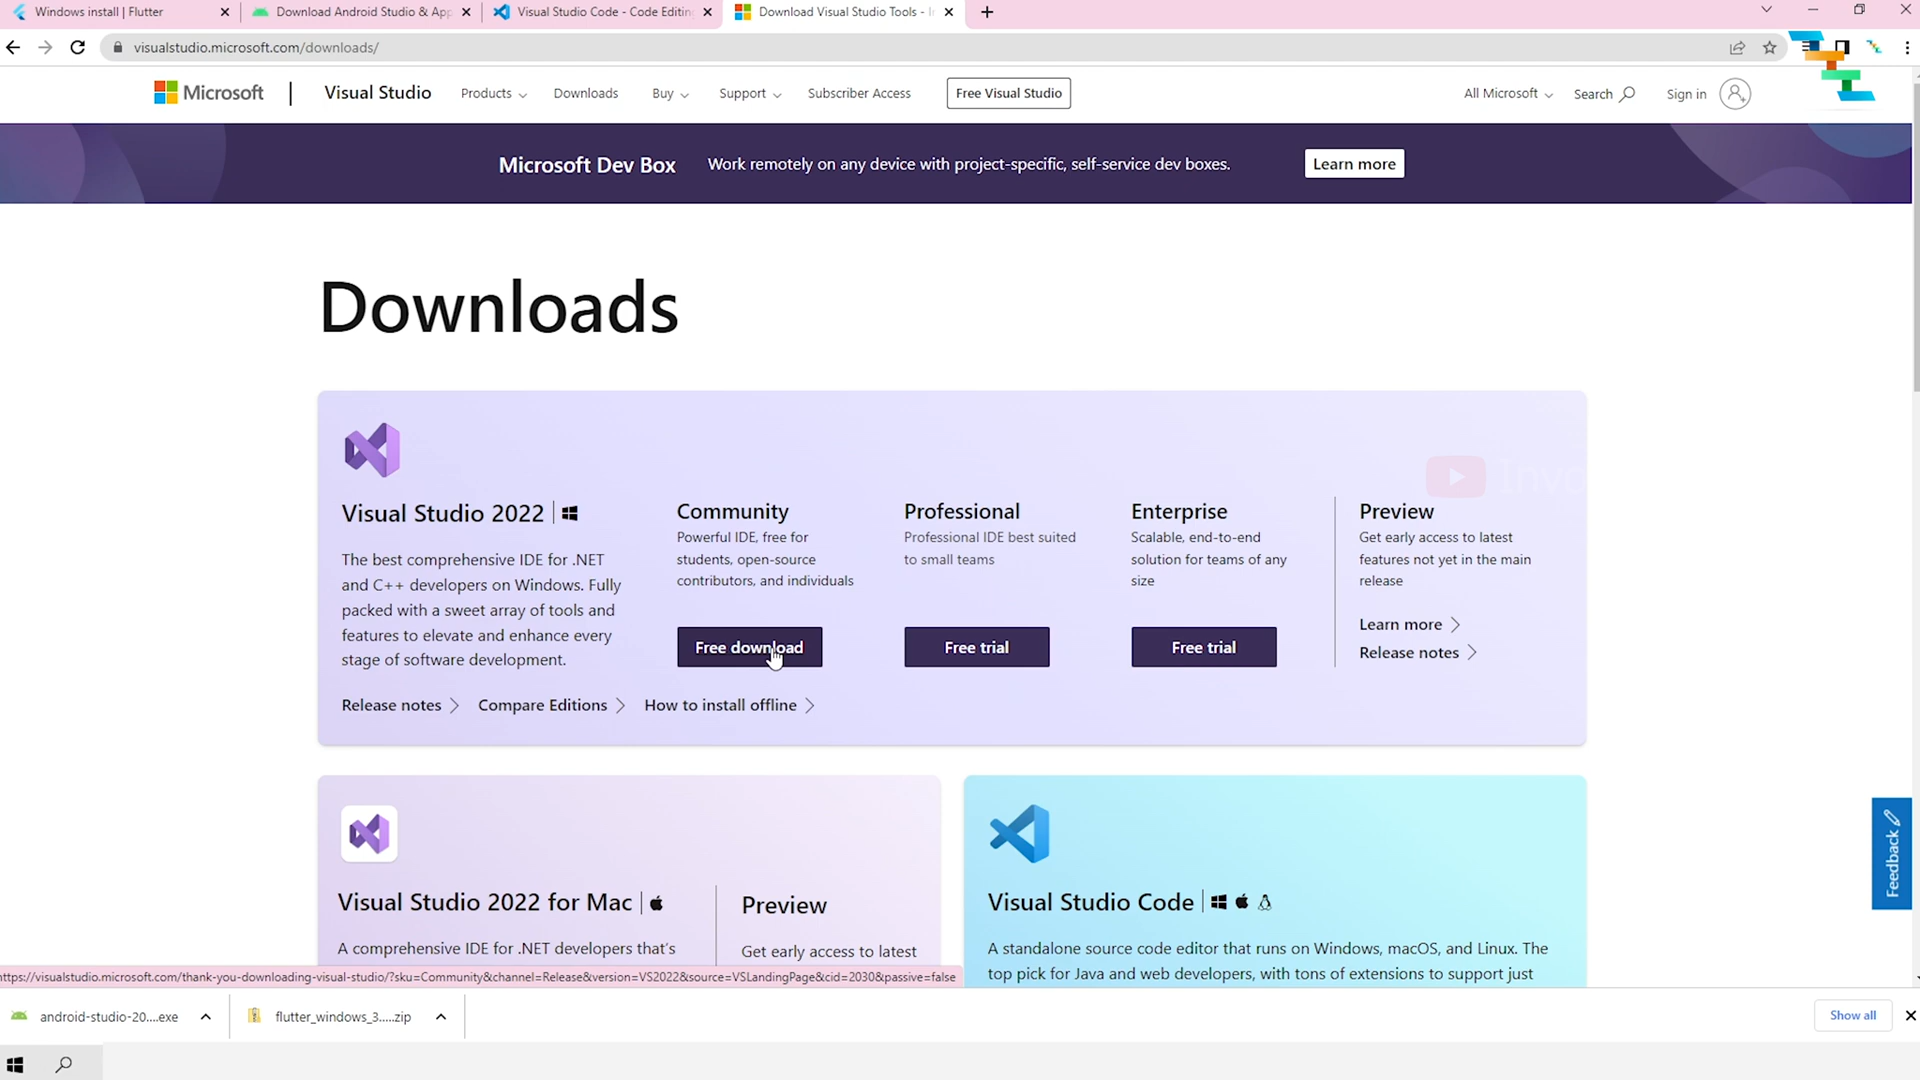 Windows install | Flutter
Download Android Studio & App
Visual Studio Code - Code Editin
Download Visual Studio Tools - I
visualstudio.microsoft.com/downloads/
Microsoft
Visual Studio
Products
Downloads
Buy
Support
Subscriber Access
Free Visual Studio
All Microsoft
Search
Sign in
Microsoft Dev Box
Work remotely on any device with project-specific, self-service dev boxes.
Learn more
Downloads
Visual Studio 2022
The best comprehensive IDE for .NET
and C++ developers on Windows. Fully
packed with a sweet array of tools and
features to elevate and enhance every
stage of software development.
Community
Powerful IDE, free for
students, open-source
contributors, and individuals
Free download
Professional
Professional IDE best suited
to small teams
Free trial
Enterprise
Scalable, end-to-end
solution for teams of any
size
Free trial
Preview
Get early access to latest
features not yet in the main
release
Learn more
Release notes
Invo
Release notes
Compare Editions
How to install offline
Visual Studio 2022 for Mac
A comprehensive IDE for .NET developers that's
Preview
Get early access to latest
Visual Studio Code
A standalone source code editor that runs on Windows, macOS, and Linux. The
top pick for Java and web developers, with tons of extensions to support just
Feedback
https://visualstudio.microsoft.com/thank-you-downloading-visual-studio/?sku=Community&channel=Release&version=VS2022&source=VSLandingPage&cid=2030&passive=false
android-studio-20....exe
flutter_windows_3.....zip
Show all